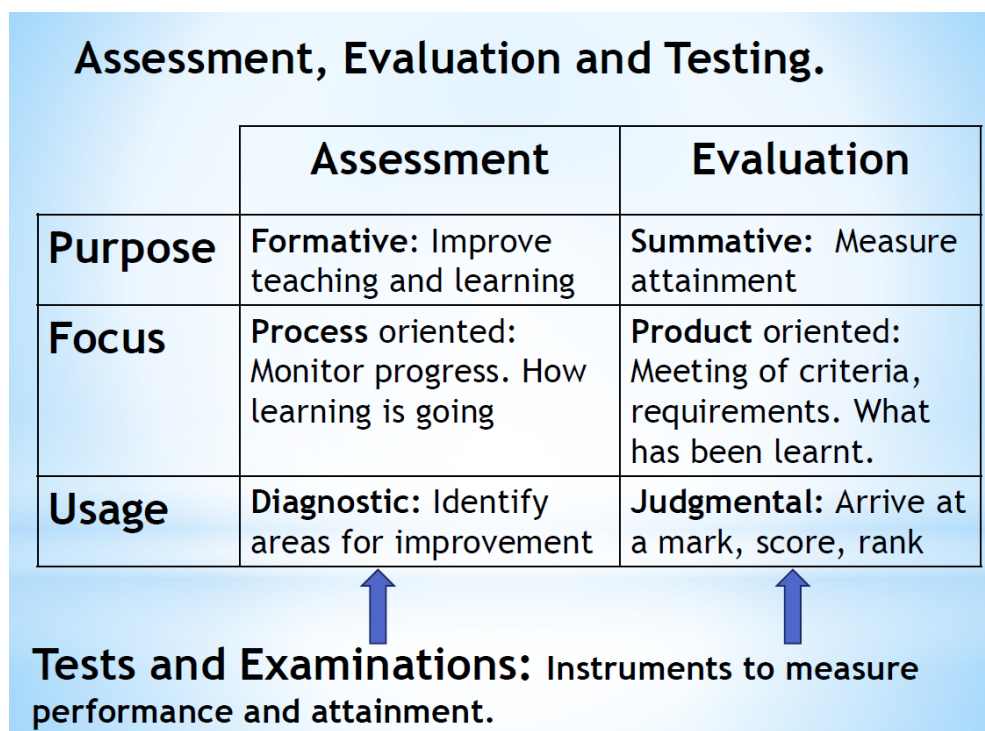 Assessment, Evaluation and Testing.
Assessment Evaluation
Purpose
Formative: Improve
teaching and learning
Summative: Measure
attainment
Focus
Process oriented:
Monitor progress. How
learning is going
Product oriented:
Meeting of criteria,
requirements. What
has been learnt.
Usage
Diagnostic: Identify
areas for improvement
Judgmental: Arrive at
a mark, score, rank
Tests and Examinations: Instruments to measure
performance and attainment.